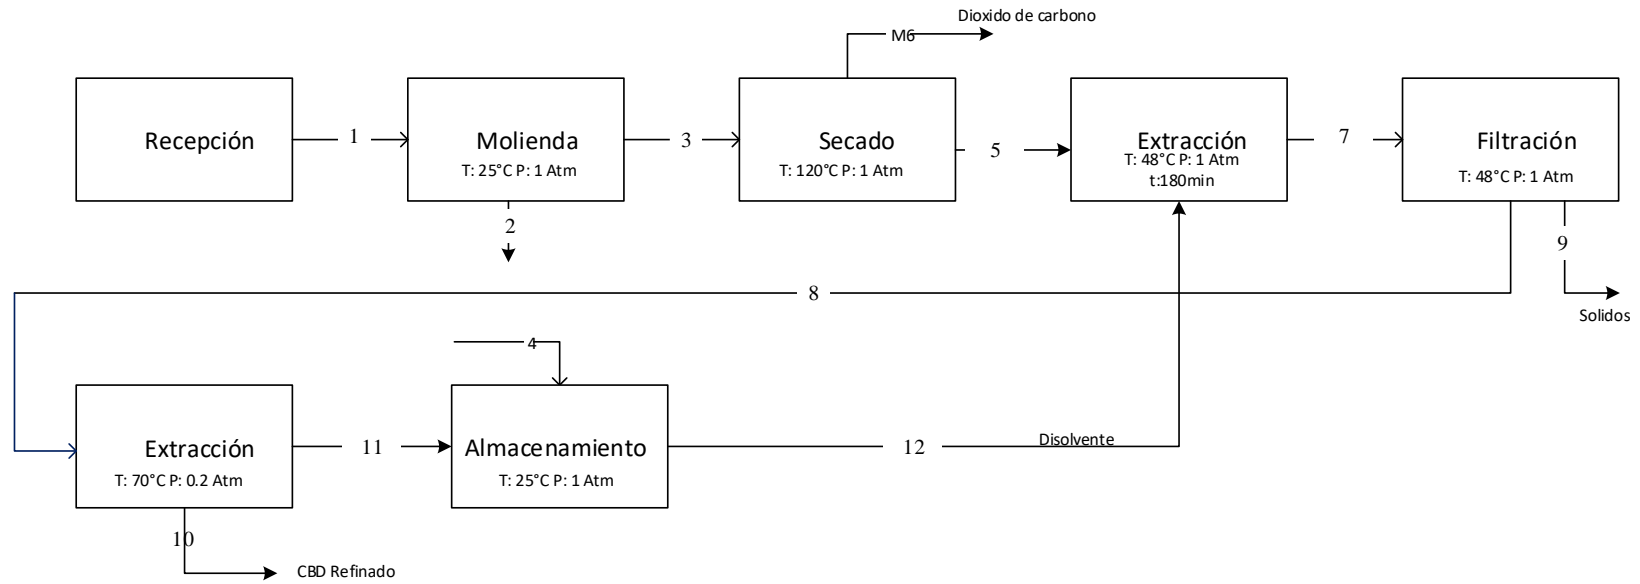 Dioxido de carbono
M6
Recepción
1
Molienda
T: 25°C P: 1 Atm
3
Secado
T: 120°C P: 1 Atm
5
Extracción
T: 48°C P: 1 Atm
t:180min
7
Filtración
T: 48°C P: 1 Atm
2
9
8
Solidos
4
Extracción
T: 70°C P: 0.2 Atm
11
Almacenamiento
T: 25°C P: 1 Atm
12
Disolvente
10
CBD Refinado